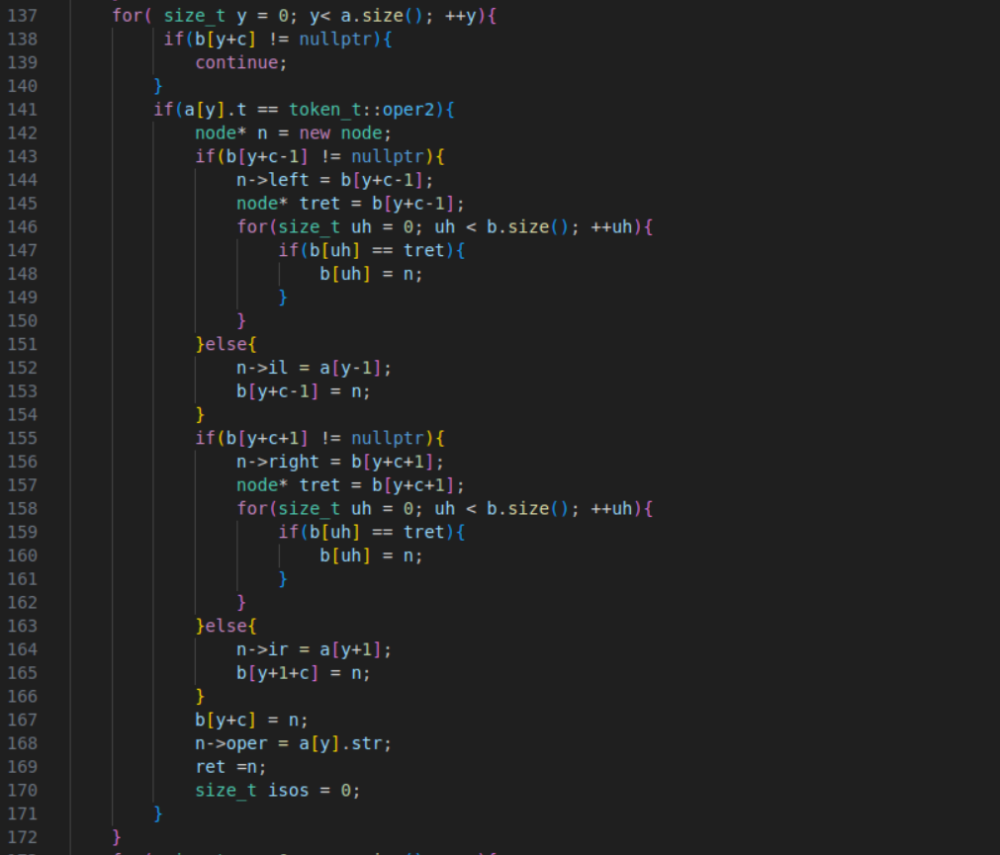 137 for( size_t y = 0; y< a.size(); ++y){
138 if(b[y+c] != nullptr){
139 continue;
140 }
141 if(a[y].t == token_t::oper2){
142 node* n = new node;
143 if(b[y+c-1] != nullptr){
144 n->left = b[y+c-1];
145 node* tret = b[y+c-1];
146 for(size_t uh = 0; uh < b.size(); ++uh){
147 if(b[uh] == tret){
148 b[uh] = n;
149 }
150 }
151 }else{
152 n->il = a[y-1];
153 b[y+c-1] = n;
154 }
155 if(b[y+c+1] != nullptr){
156 n->right = b[y+c+1];
157 node* tret = b[y+c+1];
158 for(size_t uh = 0; uh < b.size(); ++uh){
159 if(b[uh] == tret){
160 b[uh] = n;
161 }
162 }
163 }else{
164 n->ir = a[y+1];
165 b[y+1+c] = n;
166 }
167 b[y+c] = n;
168 n->oper = a[y].str;
169 ret =n;
170 size_t isos = 0;
171 }
172 }